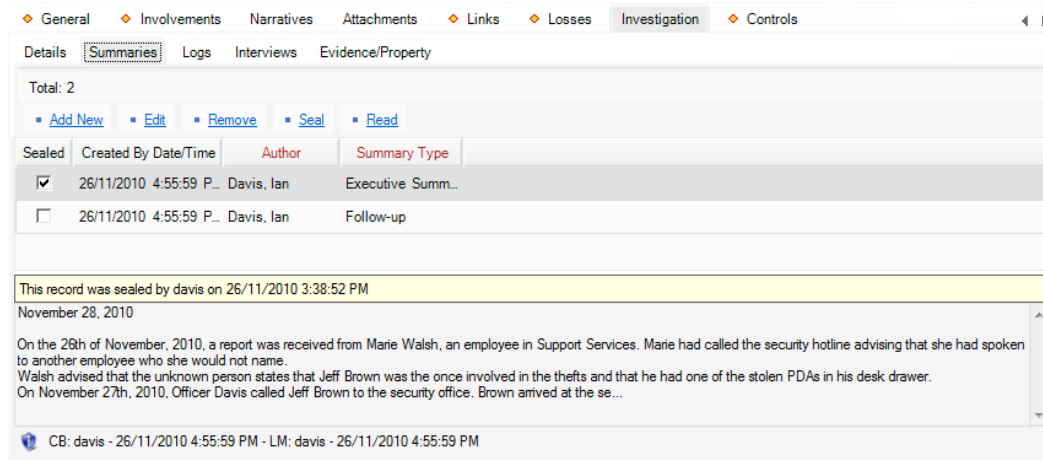 General Involvements Narratives Attachments Links Losses Investigation Controls
Details Summaries Logs Interviews Evidence/Property
Total: 2
Add New Edit Remove Seal Read
Sealed Created By Date/Time Author Summary Type
26/11/2010 4:55:59 P... Davis, Ian Executive Summ...
26/11/2010 4:55:59 P... Davis, Ian Follow-up
This record was sealed by davis on 26/11/2010 3:38:52 PM
November 28, 2010
On the 26th of November, 2010, a report was received from Marie Walsh, an employee in Support Services. Marie had called the security hotline advising that she had spoken
to another employee who she would not name.
Walsh advised that the unknown person states that Jeff Brown was the once involved in the thefts and that he had one of the stolen PDAs in his desk drawer.
On November 27th, 2010, Officer Davis called Jeff Brown to the security office. Brown arrived at the se...
CB: davis - 26/11/2010 4:55:59 PM - LM: davis - 26/11/2010 4:55:59 PM